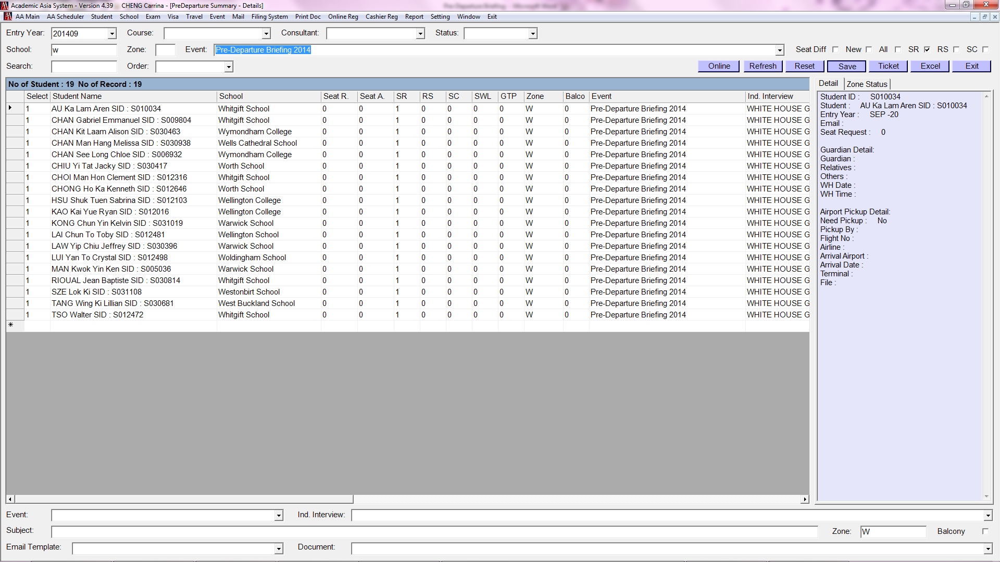 Academic Asia System - Version 4.39 CHENG Carrina - [PreDeparture Summary - Details] Pre-Departure Briefing - Microsoft Word
AA Main AA Scheduler Student School Exam Visa Travel Event Mail Filing System Print Doc Online Reg Cashier Reg Report Setting Window Exit
Entry Year: 201409 Course: Consultant: Status:
School: w Zone: Event: Pre-Departure Briefing 2014 Seat Diff New All SR RS SC
Search: Order: Online Refresh Reset Save Ticket Excel Exit
No of Student : 19 No of Record : 19
Select Student Name School Seat R. Seat A. SR RS SC SWL GTP Zone Balco Event Ind. Interview
1 AU Ka Lam Aren SID : S010034 Whitgift School 0 0 1 0 0 0 0 W 0 Pre-Departure Briefing 2014 WHITE HOUSE G
1 CHAN Gabriel Emmanuel SID : S009804 Whitgift School 0 0 1 0 0 0 0 W 0 Pre-Departure Briefing 2014 WHITE HOUSE G
1 CHAN Kit Laam Alison SID : S030463 Wymondham College 0 0 1 0 0 0 0 W 0 Pre-Departure Briefing 2014 WHITE HOUSE G
1 CHAN Man Hang Melissa SID : S030938 Wells Cathedral School 0 0 1 0 0 0 0 W 0 Pre-Departure Briefing 2014 WHITE HOUSE G
1 CHAN See Long Chloe SID : S006932 Wymondham College 0 0 1 0 0 0 0 W 0 Pre-Departure Briefing 2014 WHITE HOUSE G
1 CHIU Yi Tat Jacky SID : S030417 Worth School 0 0 1 0 0 0 0 W 0 Pre-Departure Briefing 2014 WHITE HOUSE G
1 CHOI Man Hon Clement SID : S012316 Whitgift School 0 0 1 0 0 0 0 W 0 Pre-Departure Briefing 2014 WHITE HOUSE G
1 CHONG Ho Ka Kenneth SID : S012646 Worth School 0 0 1 0 0 0 0 W 0 Pre-Departure Briefing 2014 WHITE HOUSE G
1 HSU Shuk Tuen Sabrina SID : S012103 Wellington College 0 0 1 0 0 0 0 W 0 Pre-Departure Briefing 2014 WHITE HOUSE G
1 KAO Kai Yue Ryan SID : S012016 Wellington College 0 0 1 0 0 0 0 W 0 Pre-Departure Briefing 2014 WHITE HOUSE G
1 KONG Chun Yin Kelvin SID : S031019 Warwick School 0 0 1 0 0 0 0 W 0 Pre-Departure Briefing 2014 WHITE HOUSE G
1 LAI Chun To Toby SID : S012481 Wellington School 0 0 1 0 0 0 0 W 0 Pre-Departure Briefing 2014 WHITE HOUSE G
1 LAW Yip Chiu Jeffrey SID : S030396 Warwick School 0 0 1 0 0 0 0 W 0 Pre-Departure Briefing 2014 WHITE HOUSE G
1 LUI Yan To Crystal SID : S012498 Woldingham School 0 0 1 0 0 0 0 W 0 Pre-Departure Briefing 2014 WHITE HOUSE G
1 MAN Kwok Yin Ken SID : S005036 Warwick School 0 0 1 0 0 0 0 W 0 Pre-Departure Briefing 2014 WHITE HOUSE G
1 RIOUAL Jean Baptiste SID : S030814 Whitgift School 0 0 1 0 0 0 0 W 0 Pre-Departure Briefing 2014 WHITE HOUSE G
1 SZE Lok Ki SID : S031108 Westonbirt School 0 0 1 0 0 0 0 W 0 Pre-Departure Briefing 2014 WHITE HOUSE G
1 TANG Wing Ki Lillian SID : S030681 West Buckland School 0 0 1 0 0 0 0 W 0 Pre-Departure Briefing 2014 WHITE HOUSE G
1 TSO Walter SID : S012472 Whitgift School 0 0 1 0 0 0 0 W 0 Pre-Departure Briefing 2014 WHITE HOUSE G
Detail Zone Status
Student ID : S010034
Student : AU Ka Lam Aren SID : S010034
Entry Year : SEP -20
Email :
Seat Request : 0
Guardian Detail:
Guardian :
Relatives :
Others :
WH Date :
WH Time :
Airport Pickup Detail:
Need Pickup : No
Pickup By :
Flight No :
Airline :
Arrival Airport :
Arrival Date :
Terminal :
File :
Event: Ind. Interview:
Subject: Zone: W Balcony
Email Template: Document: